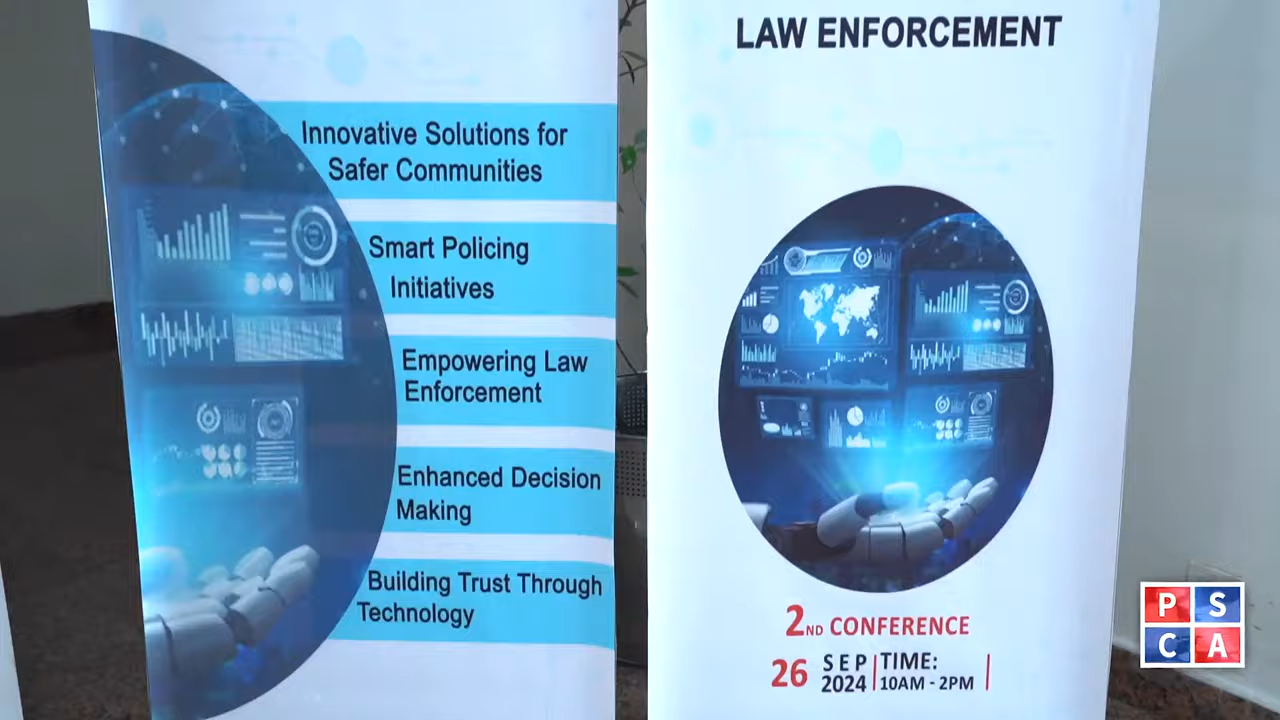 Innovative Solutions for
Safer Communities
Smart Policing
Initiatives
Empowering Law
Enforcement
Enhanced Decision
Making
Building Trust Through
Technology
LAW ENFORCEMENT
2ND CONFERENCE
26 SEP 2024
TIME:
10AM - 2PM
P S
C A